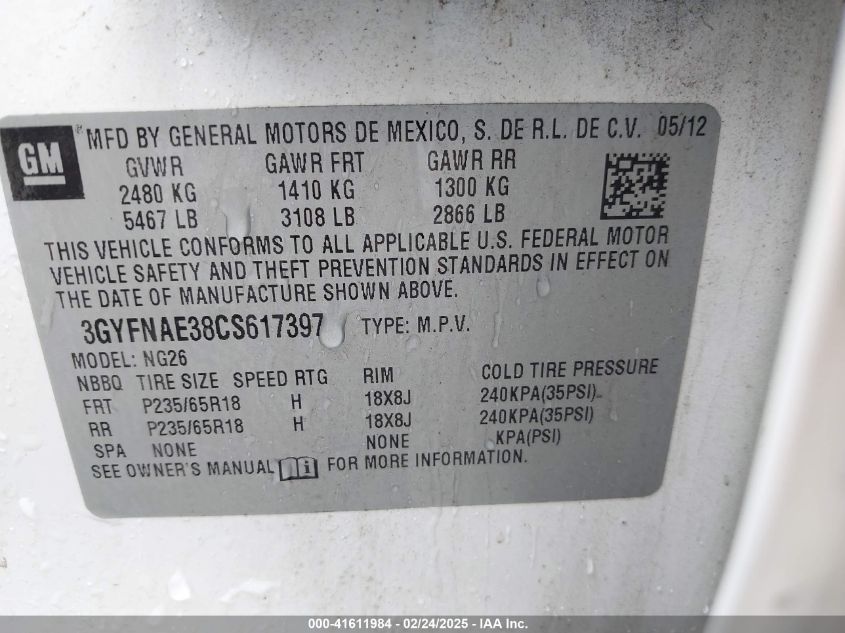 GM
® MFD BY GENERAL MOTORS DE MEXICO, S. DE R.L. DE C.V. 05/12
GVWR GAWR FRT GAWR RR
2480 KG 1410 KG 1300 KG
5467 LB 3108 LB 2866 LB
THIS VEHICLE CONFORMS TO ALL APPLICABLE U.S. FEDERAL MOTOR
VEHICLE SAFETY AND THEFT PREVENTION STANDARDS IN EFFECT ON
THE DATE OF MANUFACTURE SHOWN ABOVE.
3GYFNAE38CS617397 TYPE: M.P.V.
MODEL: NG26
NBBQ TIRE SIZE SPEED RTG RIM COLD TIRE PRESSURE
FRT P235/65R18 H 18X8J 240KPA(35PSI)
RR P235/65R18 H 18X8J 240KPA(35PSI)
SPA NONE NONE KPA(PSI)
SEE OWNER'S MANUAL FOR MORE INFORMATION.
000-41611984 - 02/24/2025 - IAA Inc.